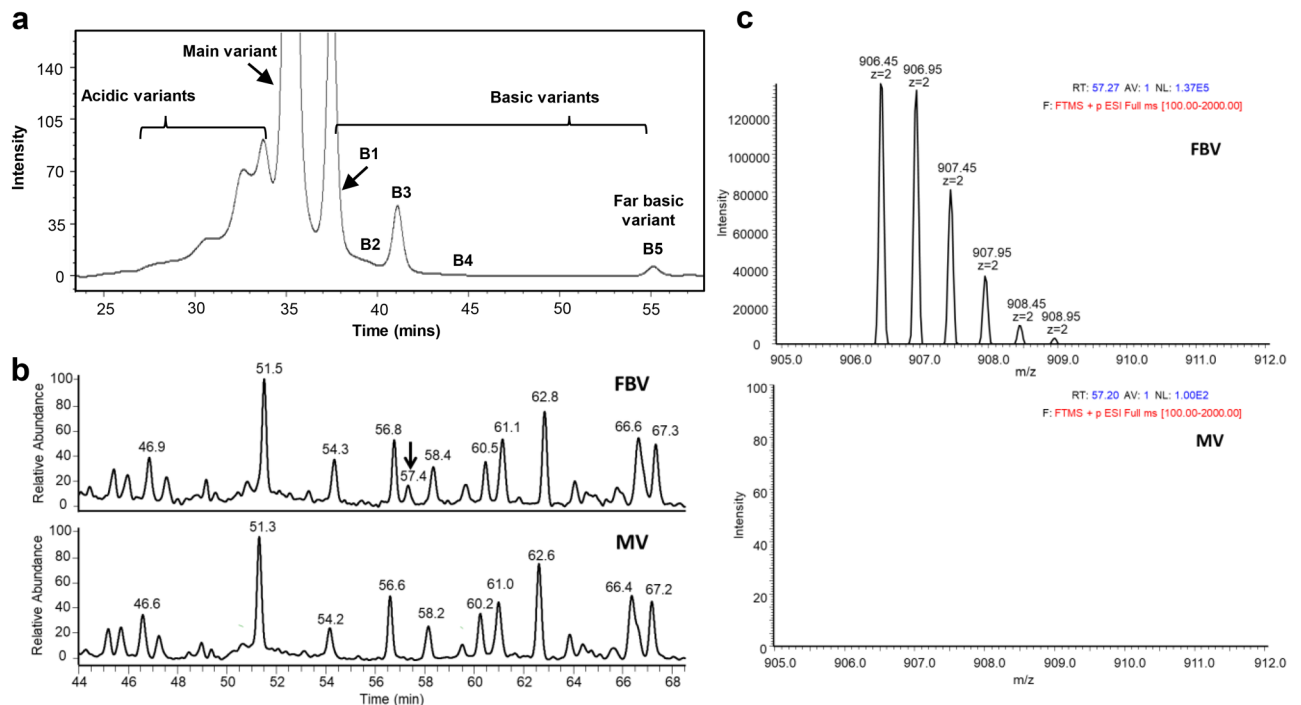 a
Main variant
Acidic variants
Basic variants
B1
B3
B2
B4
Far basic
variant
B5
Intensity
140
105
70
35
0
25
30
35
41
45
50
55
Time (mins)
b
FBV
Relative Abundance
100
80
60
40
20
0
46.9
51.5
54.3
56.8
57.4
58.4
60.5
61.1
62.8
66.6
67.3
MV
Relative Abundance
100
80
60
40
20
0
46.6
51.3
54.2
56.6
58.2
60.2
61.0
62.6
66.4
67.2
44 46 48 50 52 54 56 58 60 62 64 66 68
Time (min)
c
906.45
z=2
906.95
z=2
907.45
z=2
907.95
z=2
908.45
z=2
908.95
z=2
RT: 57.27 AV: 1 NL: 1.37E5
F: FTMS + p ESI Full ms [100.00-2000.00]
FBV
Intensity
120000
100000
80000
60000
40000
20000
0
905.0 906.0 907.0 908.0 909.0 910.0 911.0 912.0
m/z
RT: 57.20 AV: 1 NL: 1.00E2
F: FTMS + p ESI Full ms [100.00-2000.00]
MV
Intensity
100
80
60
40
20
0
905.0 906.0 907.0 908.0 909.0 910.0 911.0 912.0
m/z